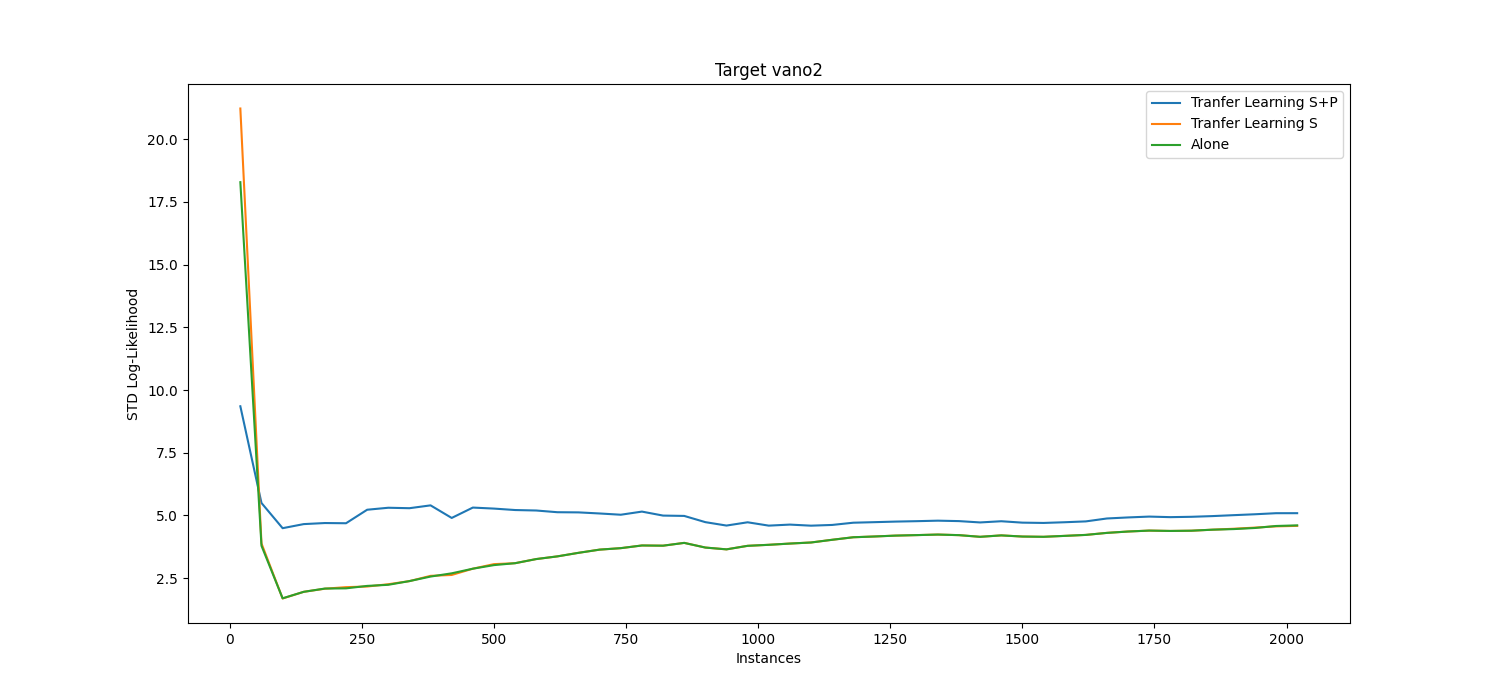 Target vano2
Tranfer Learning S+P
Tranfer Learning S
Alone
STD Log-Likelihood
20.0
17.5
15.0
12.5
10.0
7.5
5.0
2.5
0 250 500 750 1000 1250 1500 1750 2000
Instances